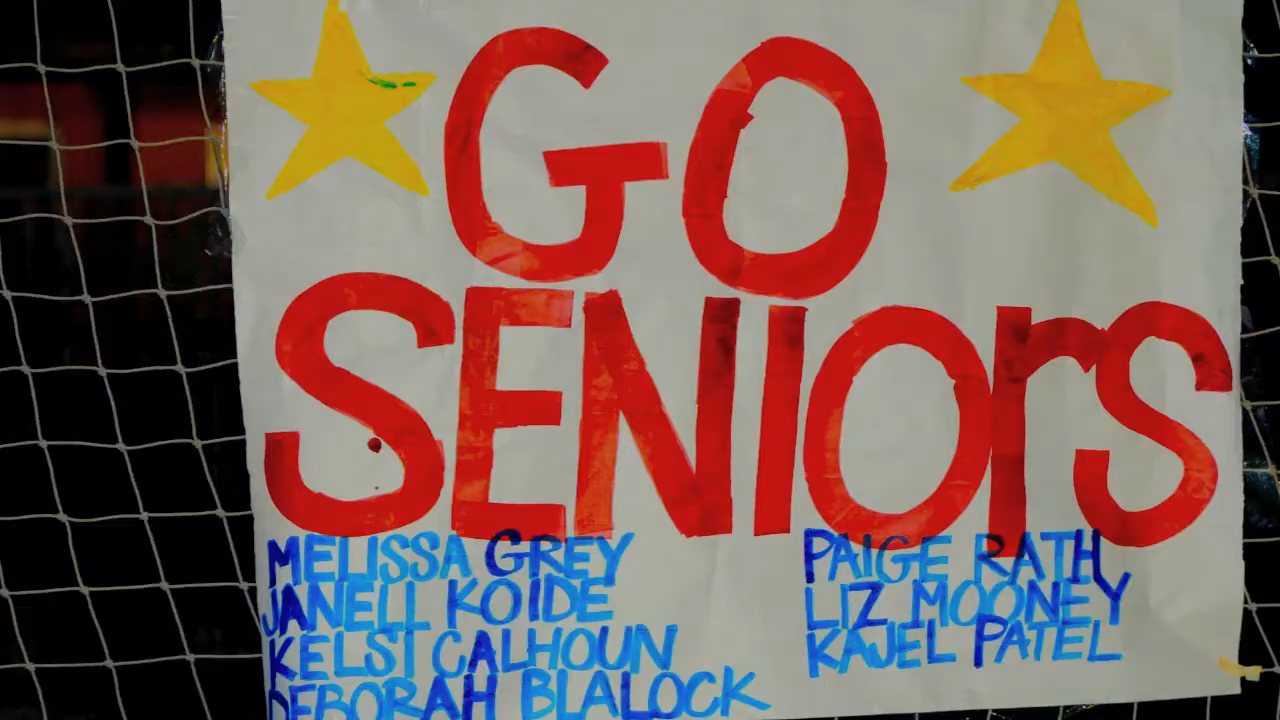 GO
SENIOrS
MELISSA GREY
JANELL KOIDE
KELSI CALHOUN
DEBORAH BLALOCK
PAIGE RATH
LIZ MOONEY
KAJEL PATEL